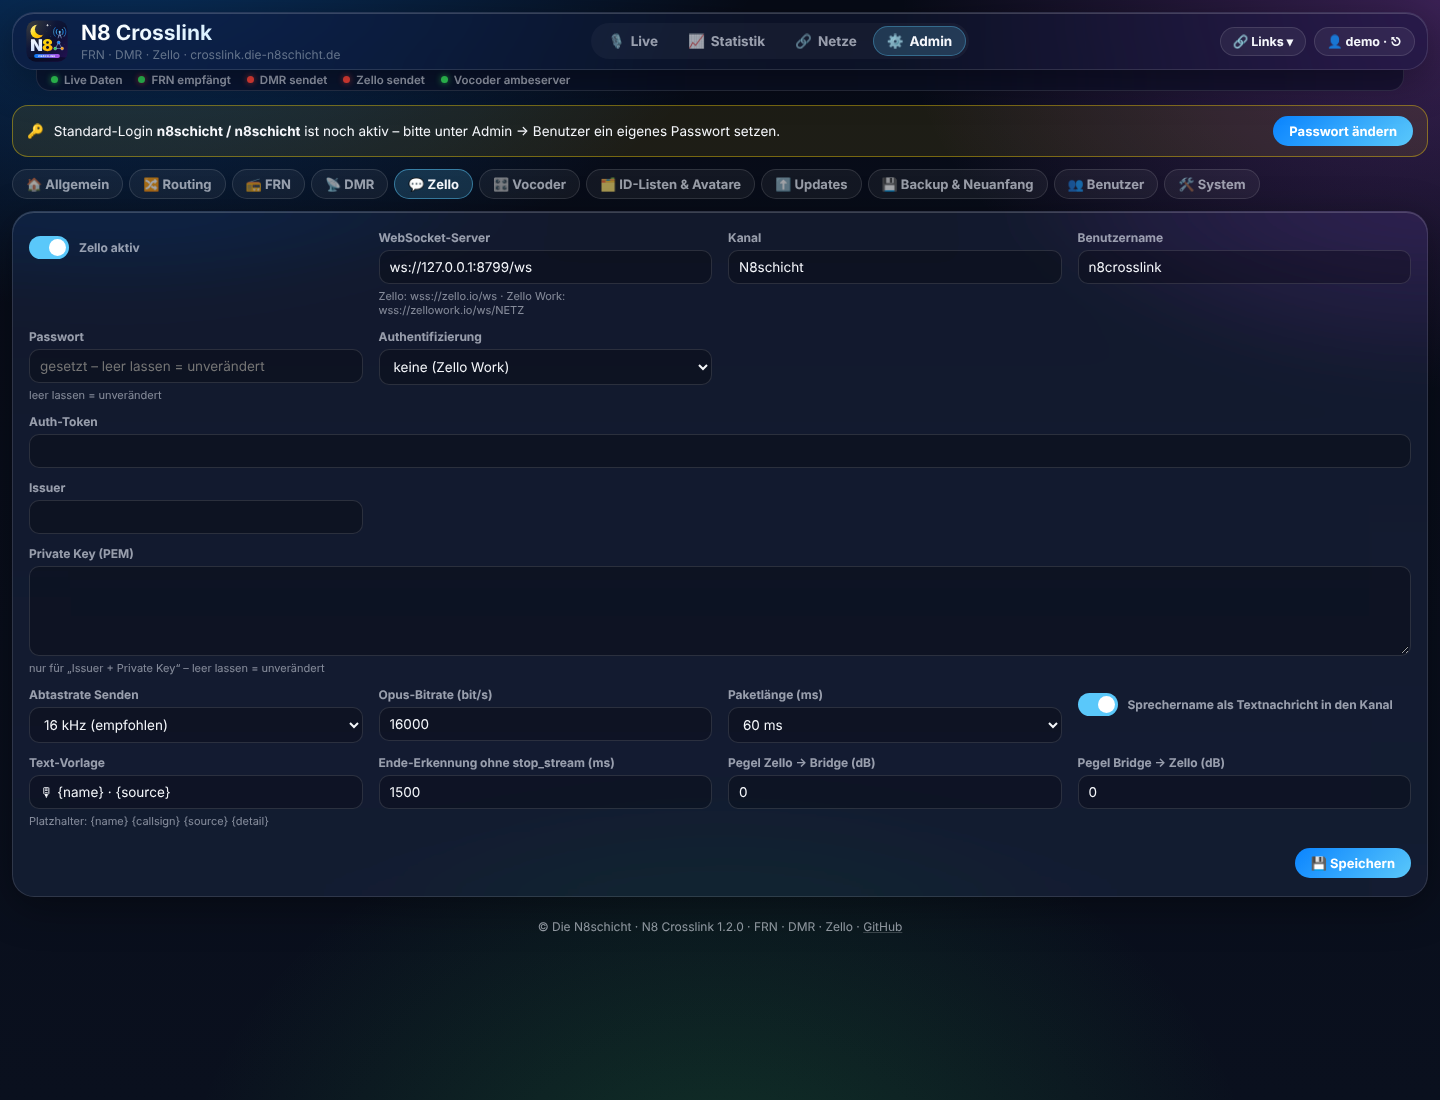 N8 Crosslink
FRN · DMR · Zello · crosslink.die-n8schicht.de
🎙️ Live 📈 Statistik 🔗 Netze ⚙️ Admin
🔗 Links ▾ 👤 demo · ⎋
Live Daten FRN empfängt DMR sendet Zello sendet Vocoder ambeserver
🔑 Standard-Login n8schicht / n8schicht ist noch aktiv – bitte unter Admin → Benutzer ein eigenes Passwort setzen. Passwort ändern
🏠 Allgemein 🔀 Routing 📻 FRN 📡 DMR 💬 Zello 🎛️ Vocoder 🗂️ ID-Listen & Avatare ⬆️ Updates 💾 Backup & Neuanfang 👥 Benutzer 🛠️ System
Zello aktiv
WebSocket-Server
ws://127.0.0.1:8799/ws
Zello: wss://zello.io/ws · Zello Work:
wss://zellowork.io/ws/NETZ
Kanal
N8schicht
Benutzername
n8crosslink
Passwort
gesetzt – leer lassen = unverändert
leer lassen = unverändert
Authentifizierung
keine (Zello Work)
Auth-Token
Issuer
Private Key (PEM)
nur für „Issuer + Private Key“ – leer lassen = unverändert
Abtastrate Senden
16 kHz (empfohlen)
Opus-Bitrate (bit/s)
16000
Paketlänge (ms)
60 ms
Sprechername als Textnachricht in den Kanal
Text-Vorlage
🎙 {name} · {source}
Platzhalter: {name} {callsign} {source} {detail}
Ende-Erkennung ohne stop_stream (ms)
1500
Pegel Zello → Bridge (dB)
0
Pegel Bridge → Zello (dB)
0
💾 Speichern
© Die N8schicht · N8 Crosslink 1.2.0 · FRN · DMR · Zello · GitHub